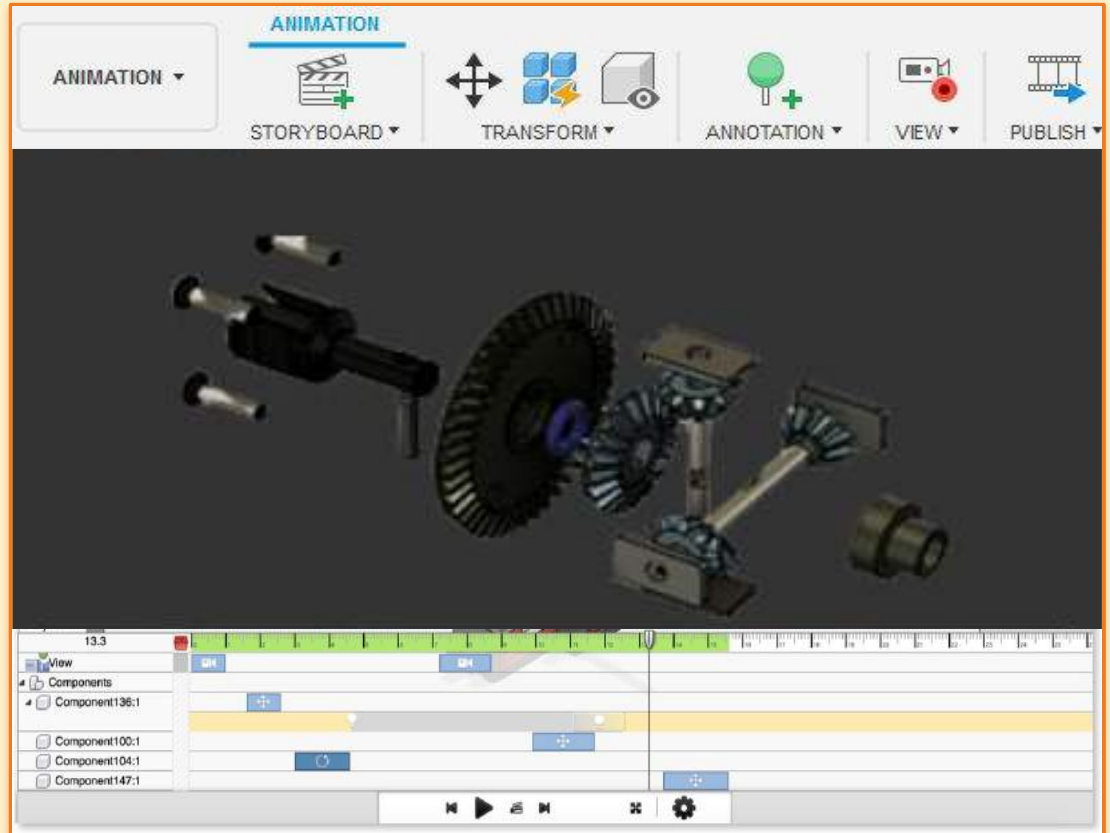 ANIMATION
ANIMATION
STORYBOARD TRANSFORM ANNOTATION VIEW PUBLISH
13.3
View
Components
Component136:1
Component100:1
Component104:1
Component147:1